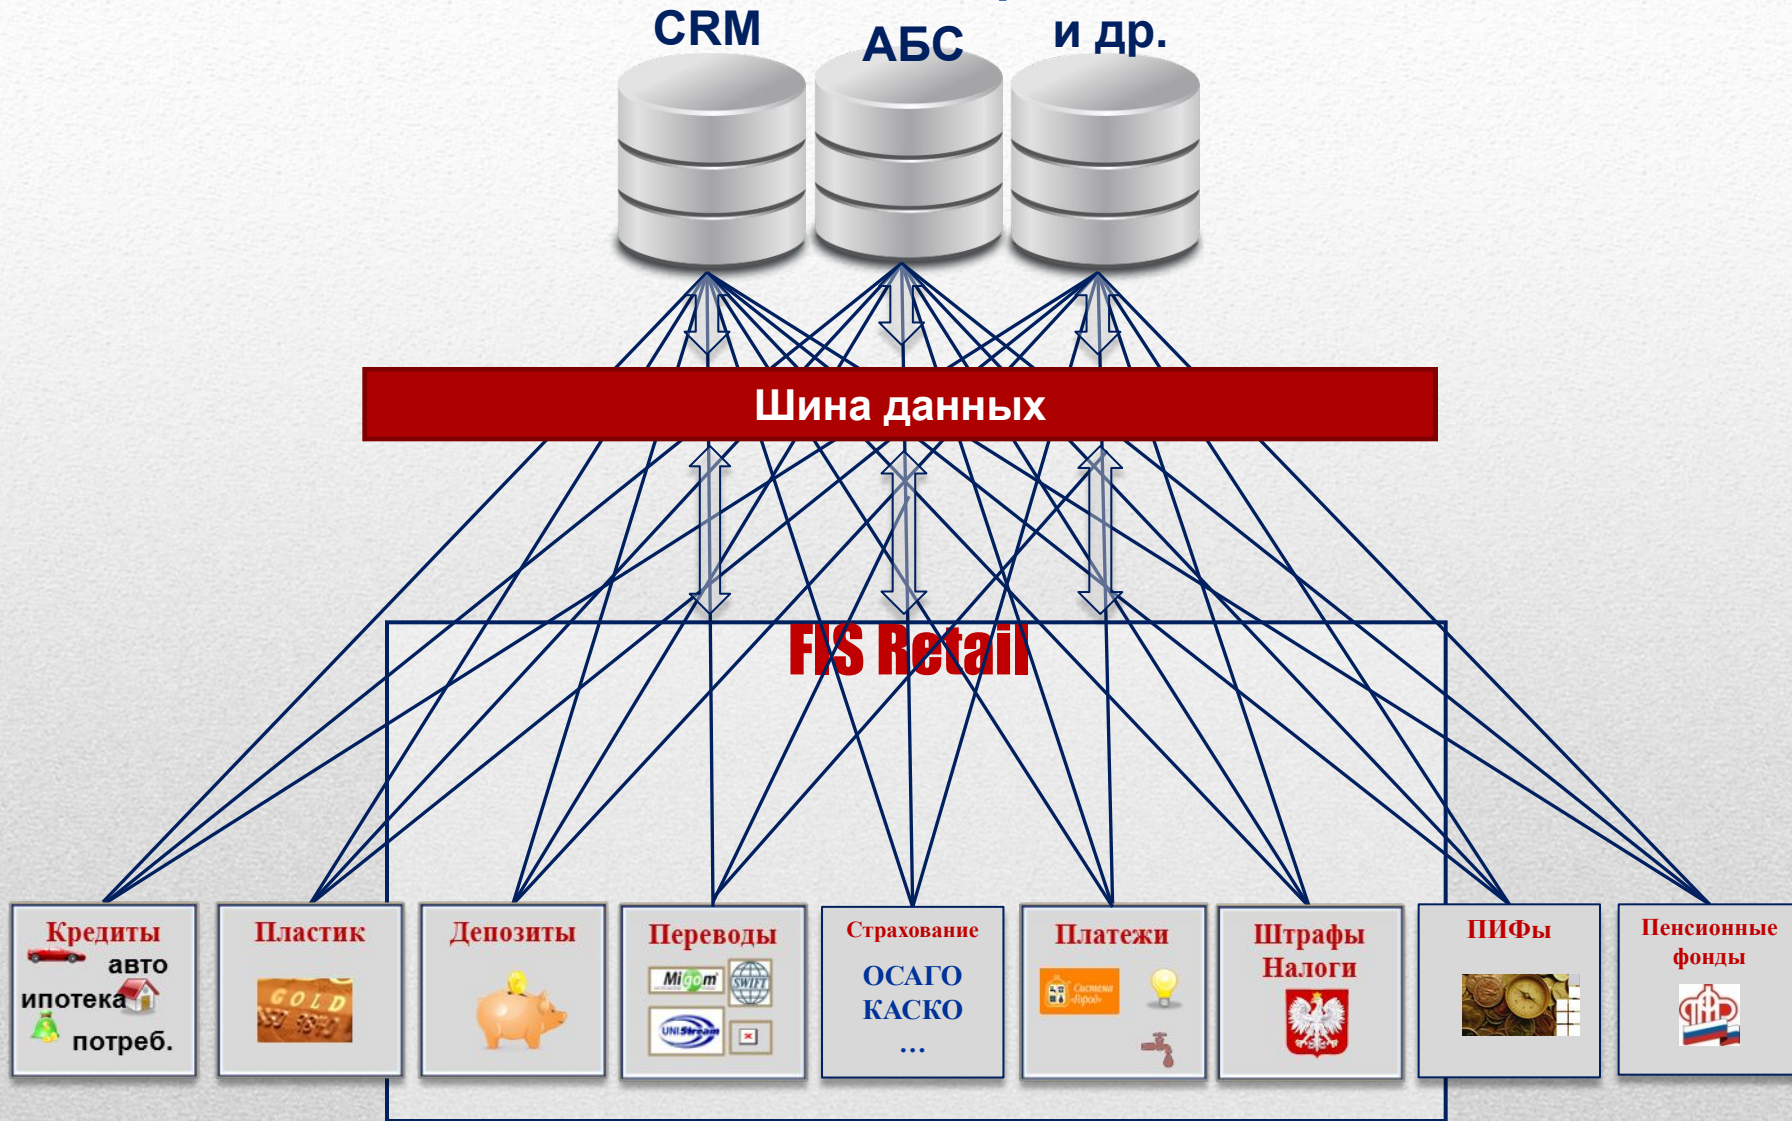 CRM
АБС
и др.
Шина данных
FIS Retail
Кредиты
авто
ипотека
потреб.
Пластик
GOLD
Депозиты
Переводы
Migom
SWIFT
UNIStream
Страхование
ОСАГО
КАСКО
...
Платежи
Система
«Город»
Штрафы
Налоги
ПИФы
Пенсионные
фонды